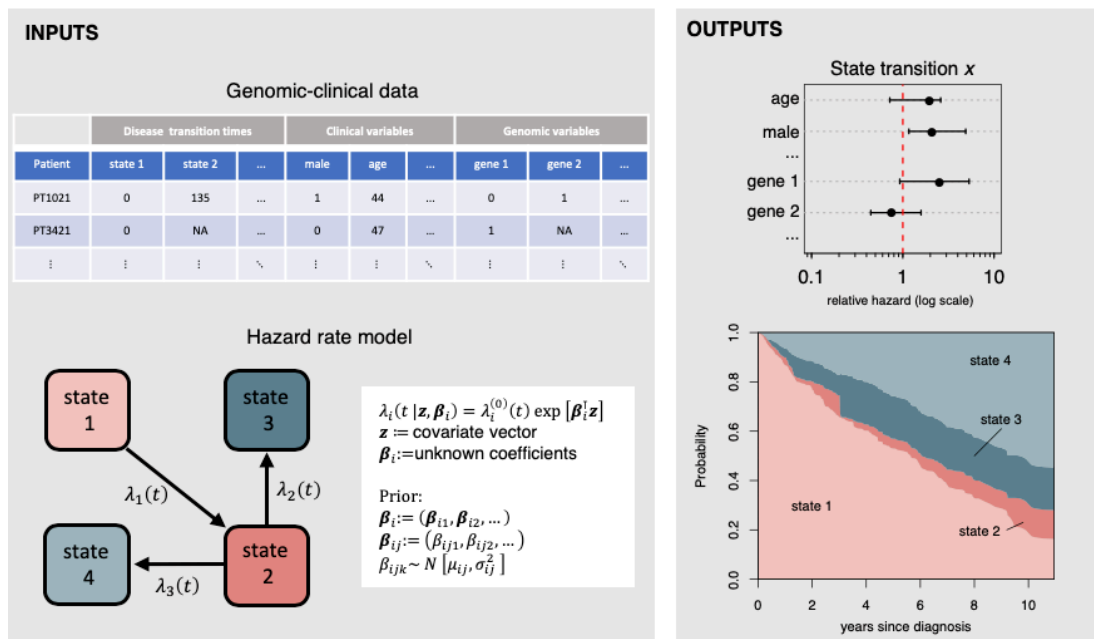 INPUTS
Genomic-clinical data
Disease transition times Clinical variables Genomic variables
Patient state 1 state 2 ... male age ... gene 1 gene 2 ...
PT1021 0 135 ... 1 44 ... 0 1 ...
PT3421 0 NA ... 0 47 ... 1 NA ...
⋮ ⋮ ⋮ ⋱ ⋮ ⋮ ⋱ ⋮ ⋮ ⋱
Hazard rate model
state 1
state 3
λ₁(t)
λ₂(t)
state 4
λ₃(t)
state 2
λᵢ(t |z, βᵢ) = λᵢ⁽⁰⁾(t) exp [βᵢᵀz]
z ≔ covariate vector
βᵢ:=unknown coefficients
Prior:
βᵢ:= (βᵢ₁, βᵢ₂, …)
βᵢⱼ:= (βᵢⱼ₁, βᵢⱼ₂, …)
βᵢⱼₖ~ N [μᵢⱼ, σ²ᵢⱼ]
OUTPUTS
State transition x
age
male
...
gene 1
gene 2
...
0.1 1 10
relative hazard (log scale)
1.0
0.8
0.6
0.4
0.2
0.0
Probability
state 4
state 3
state 1
state 2
0 2 4 6 8 10
years since diagnosis